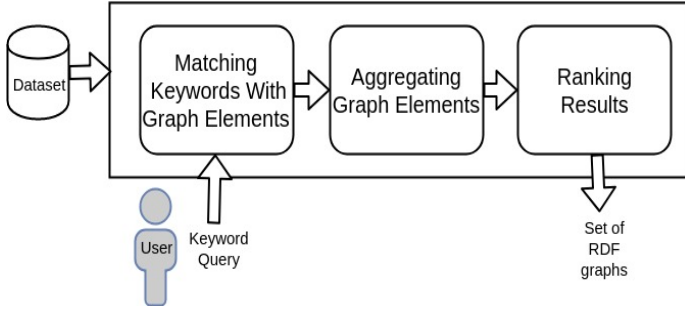 Dataset
Matching
Keywords With
Graph Elements
Aggregating
Graph Elements
Ranking
Results
User
Keyword
Query
Set of
RDF
graphs